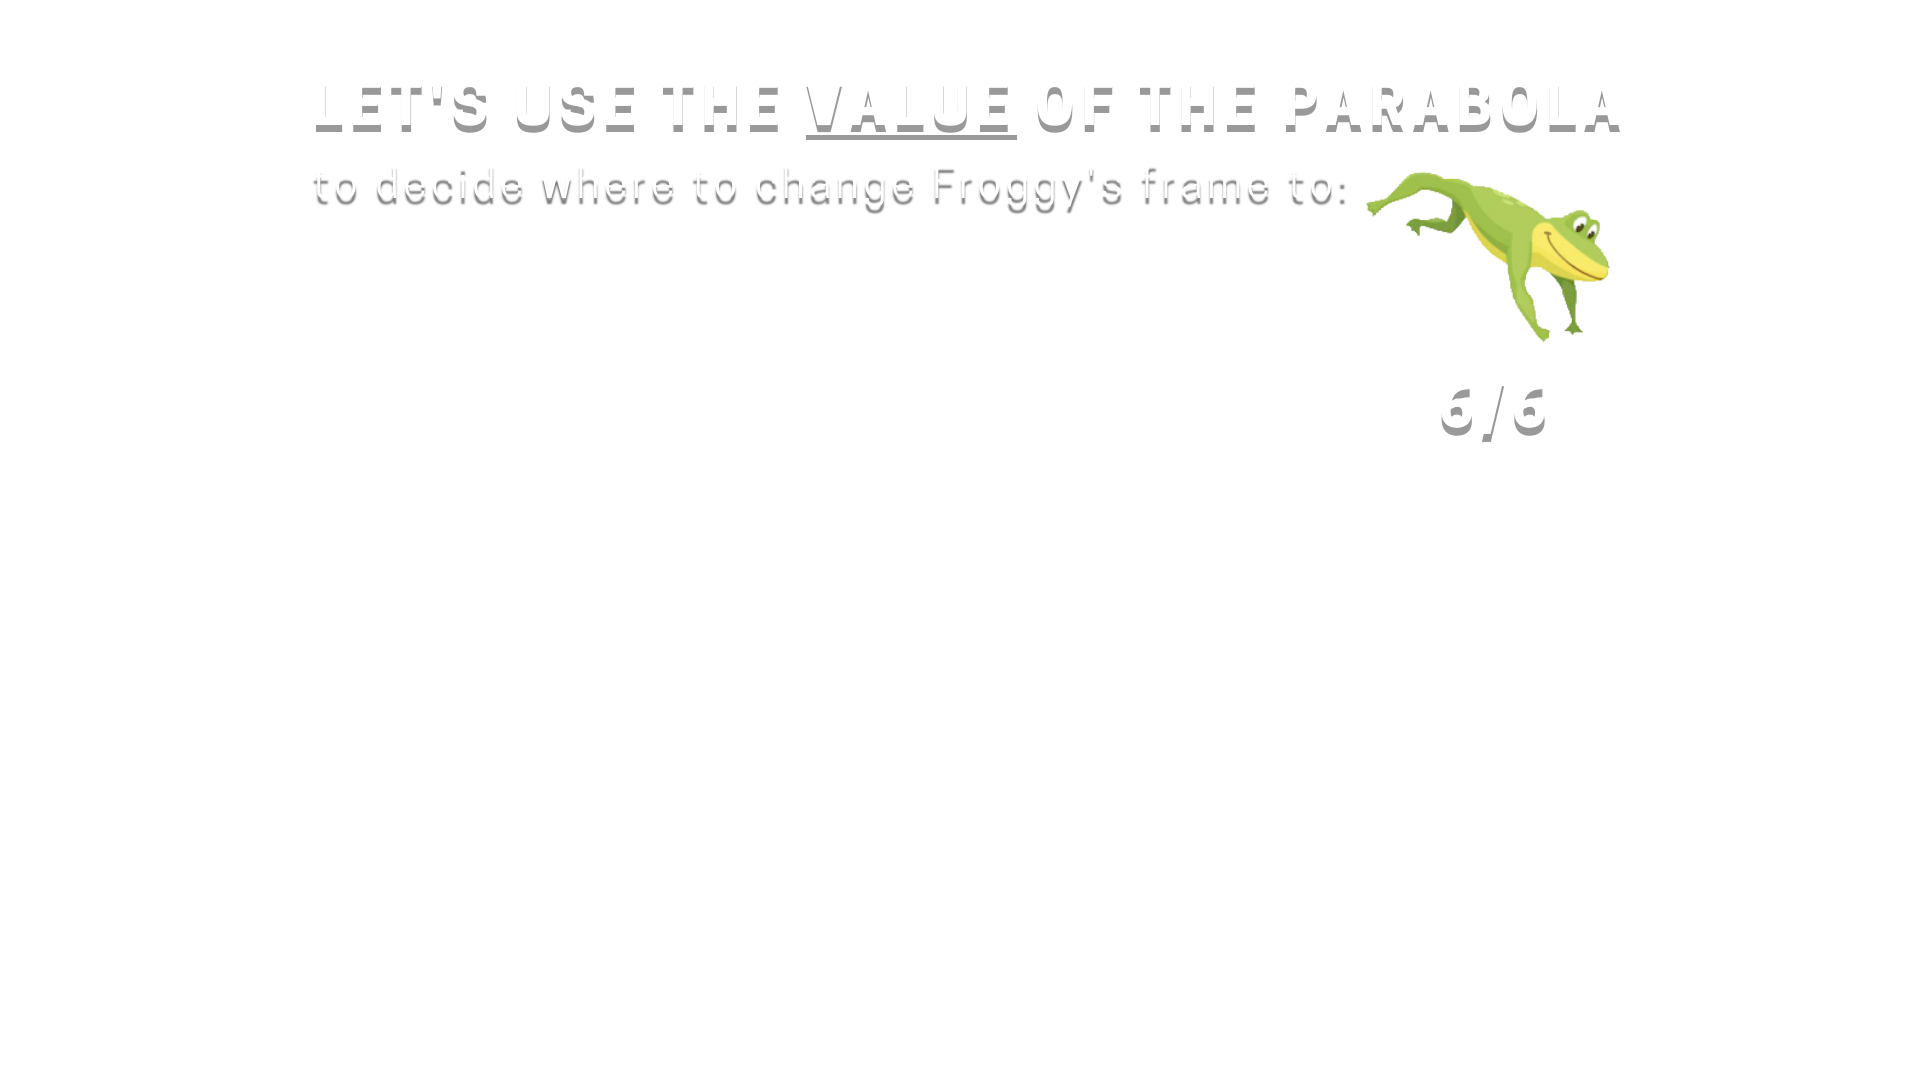 LET'S USE THE VALUE OF THE PARABOLA
to decide where to change Froggy's frame to:
6/6